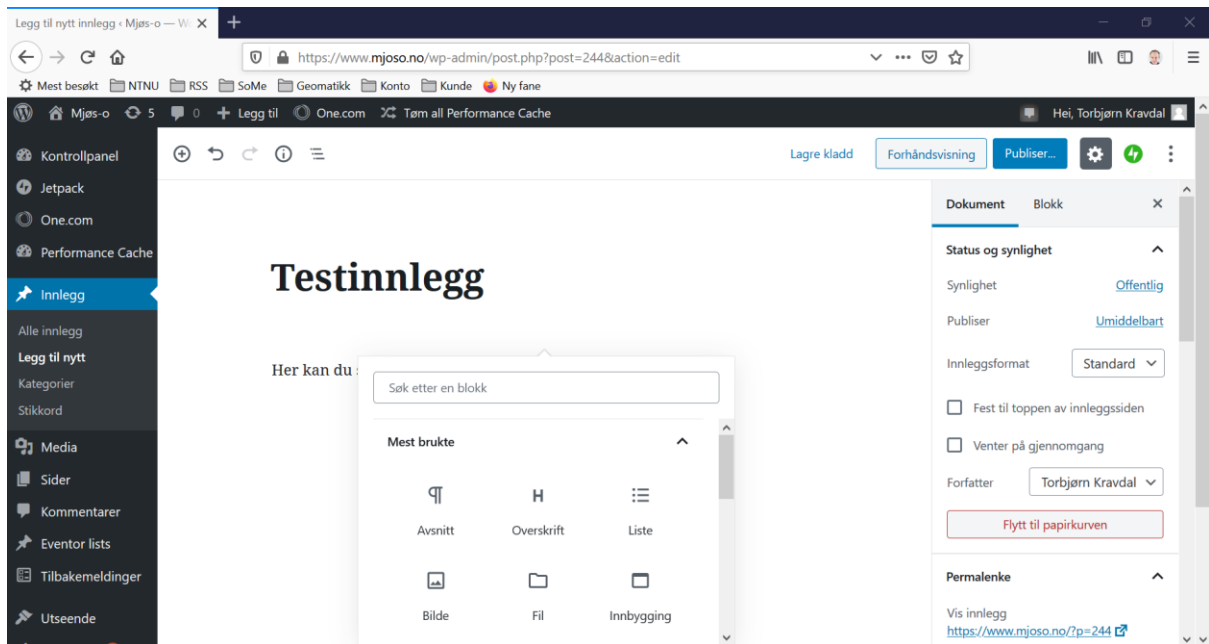 Legg til nytt innlegg ‹ Mjøs-o — W
https://www.mjoso.no/wp-admin/post.php?post=244&action=edit
Mest besøkt NTNU RSS SoMe Geomatikk Konto Kunde Ny fane
Mjøs-o 5 0 Legg til One.com Tøm all Performance Cache Hei, Torbjørn Kravdal
Kontrollpanel
Jetpack
One.com
Performance Cache
Innlegg
Alle innlegg
Legg til nytt
Kategorier
Stikkord
Media
Sider
Kommentarer
Eventor lists
Tilbakemeldinger
Utseende
Lagre kladd Forhåndsvisning Publiser...
Testinnlegg
Her kan du
Søk etter en blokk
Mest brukte
Avsnitt Overskrift Liste
Bilde Fil Innbygging
Dokument Blokk
Status og synlighet
Synlighet Offentlig
Publiser Umiddelbart
Innleggsformat Standard
Fest til toppen av innleggssiden
Venter på gjennomgang
Forfatter Torbjørn Kravdal
Flytt til papirkurven
Permalenke
Vis innlegg
https://www.mjoso.no/?p=244